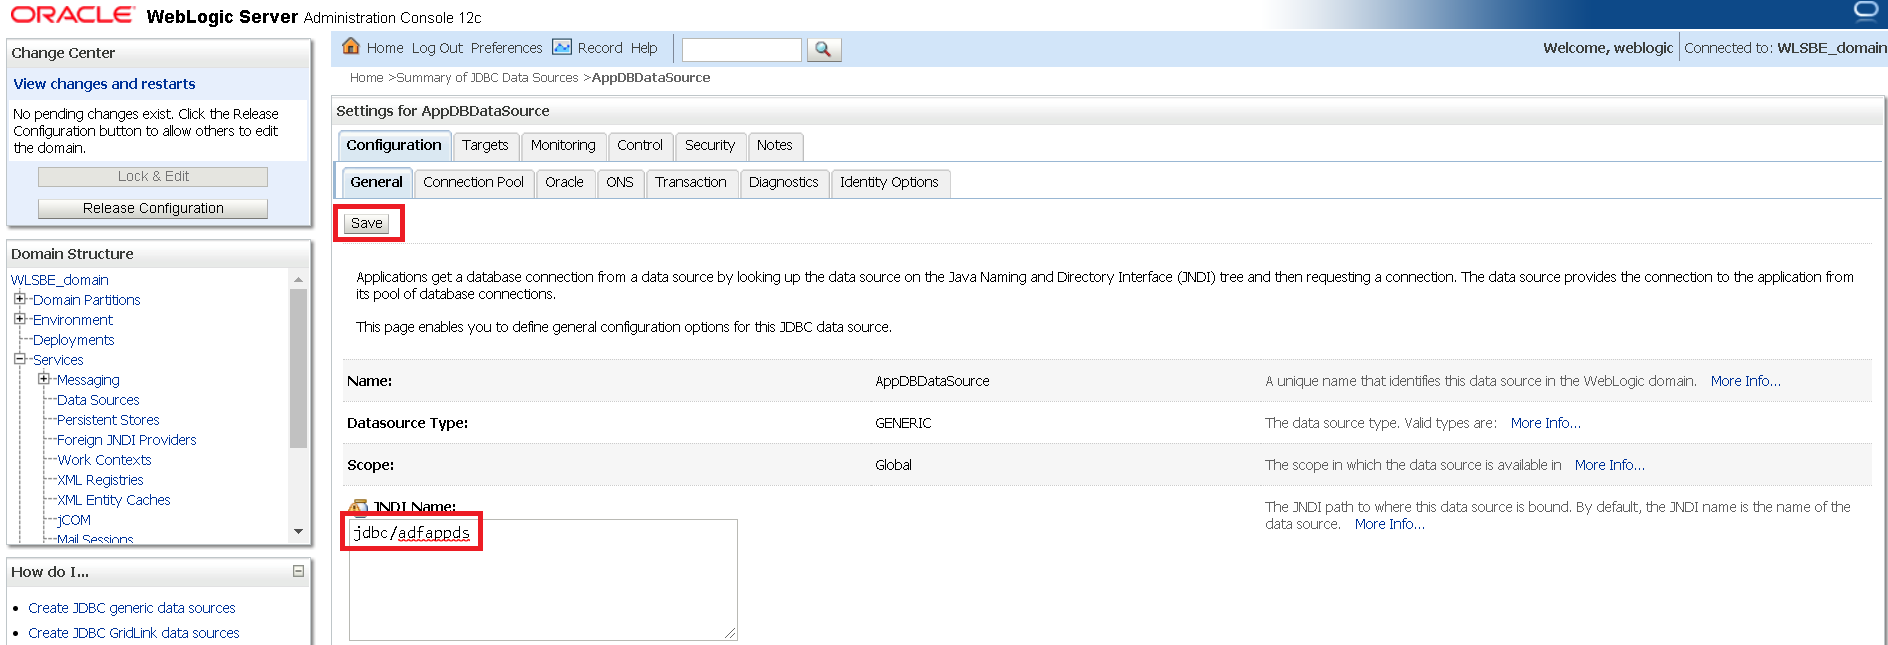 ORACLE WebLogic Server Administration Console 12c
Change Center
View changes and restarts
No pending changes exist. Click the Release
Configuration button to allow others to edit
the domain.
Lock & Edit
Release Configuration
Domain Structure
WLSBE_domain
Domain Partitions
Environment
Deployments
Services
Messaging
Data Sources
Persistent Stores
Foreign JNDI Providers
Work Contexts
XML Registries
XML Entity Caches
jCOM
Mail Sessions
How do I...
Create JDBC generic data sources
Create JDBC GridLink data sources
Home Log Out Preferences Record Help
Welcome, weblogic Connected to: WLSBE_domain
Home >Summary of JDBC Data Sources >AppDBDataSource
Settings for AppDBDataSource
Configuration Targets Monitoring Control Security Notes
General Connection Pool Oracle ONS Transaction Diagnostics Identity Options
Save
Applications get a database connection from a data source by looking up the data source on the Java Naming and Directory Interface (JNDI) tree and then requesting a connection. The data source provides the connection to the application from
its pool of database connections.
This page enables you to define general configuration options for this JDBC data source.
Name: AppDBDataSource A unique name that identifies this data source in the WebLogic domain. More Info...
Datasource Type: GENERIC The data source type. Valid types are: More Info...
Scope: Global The scope in which the data source is available in More Info...
JNDI Name:
jdbc/adfappds
The JNDI path to where this data source is bound. By default, the JNDI name is the name of the
data source. More Info...